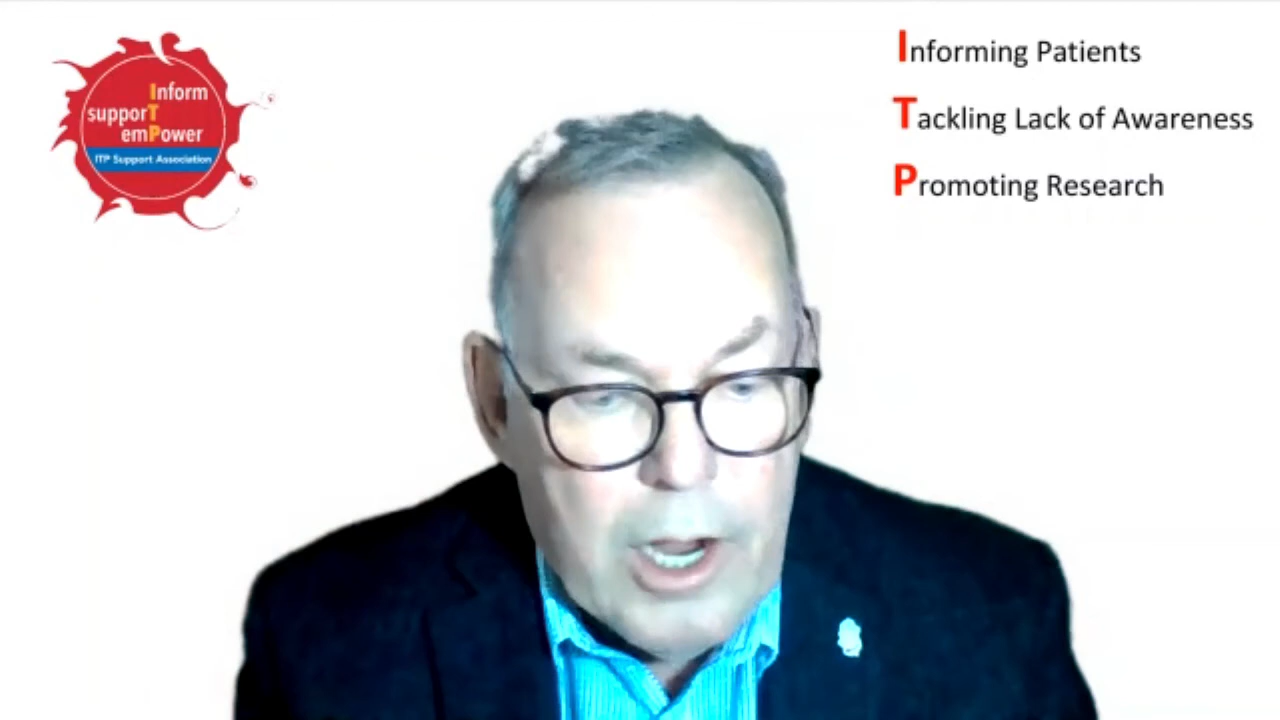 Inform
supporT
emPower
ITP Support Association
Informing Patients
Tackling Lack of Awareness
Promoting Research